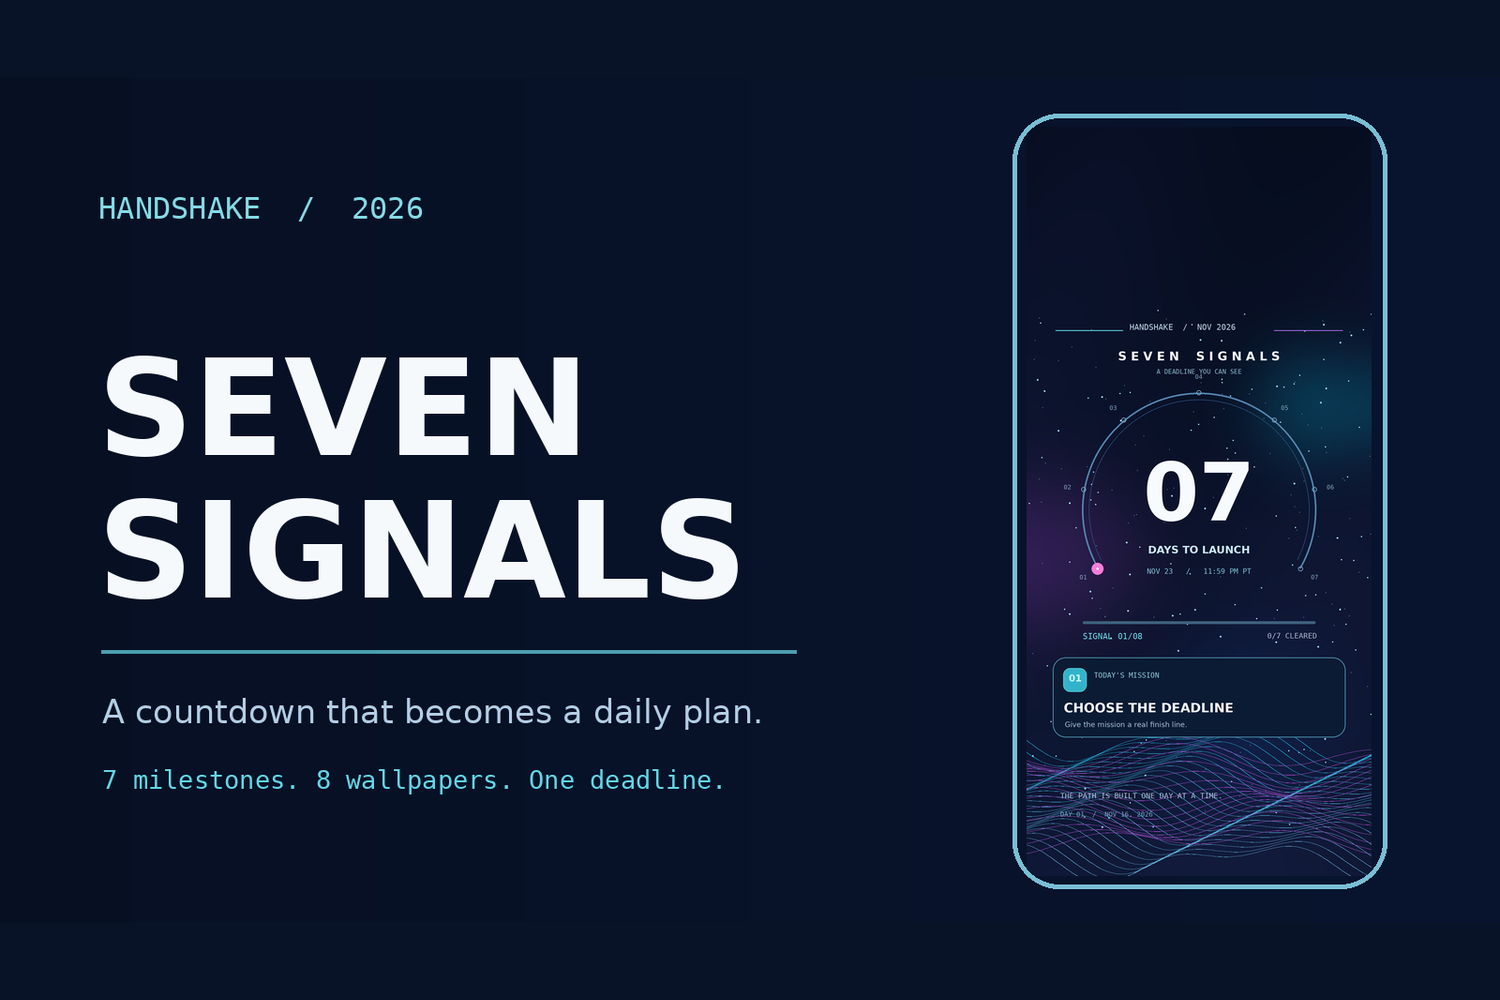 HANDSHAKE / 2026
SEVEN
SIGNALS
A countdown that becomes a daily plan.
7 milestones. 8 wallpapers. One deadline.
HANDSHAKE / NOV 2026
SEVEN SIGNALS
A DEADLINE YOU CAN SEE
04
03
05
02
06
07
DAYS TO LAUNCH
NOV 23 / 11:59 PM PT
01
07
SIGNAL 01/08
0/7 CLEARED
01
TODAY'S MISSION
CHOOSE THE DEADLINE
Give the mission a real finish line.
THE PATH IS BUILT ONE DAY AT A TIME.
DAY 01 / NOV 16, 2026